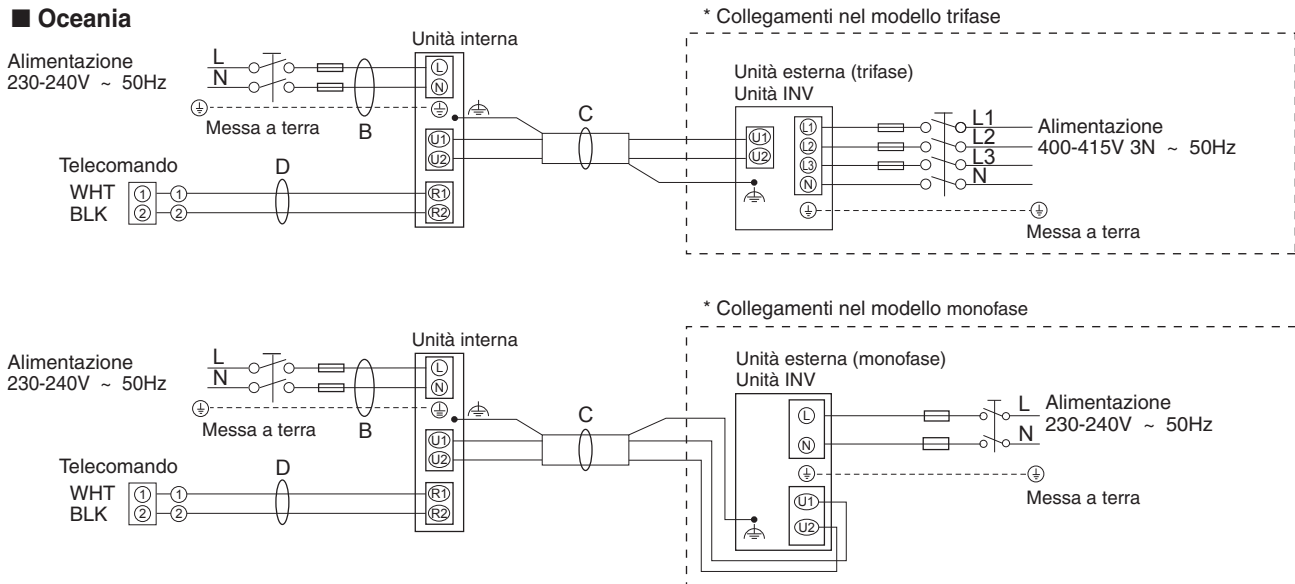 ■ Oceania
* Collegamenti nel modello trifase
Alimentazione
230-240V ~ 50Hz
L
N
Unità interna
L
N
Messa a terra
B
C
U1
U2
Telecomando
D
WHT 1 1
BLK 2 2
R1
R2
Unità esterna (trifase)
Unità INV
U1
U2
L1
L2
L3
N
L1
L2
L3
N
Alimentazione
400-415V 3N ~ 50Hz
Messa a terra
* Collegamenti nel modello monofase
Alimentazione
230-240V ~ 50Hz
L
N
Unità interna
L
N
Messa a terra
B
C
U1
U2
Telecomando
D
WHT 1 1
BLK 2 2
R1
R2
Unità esterna (monofase)
Unità INV
L
N
L
N
Alimentazione
230-240V ~ 50Hz
Messa a terra
U1
U2